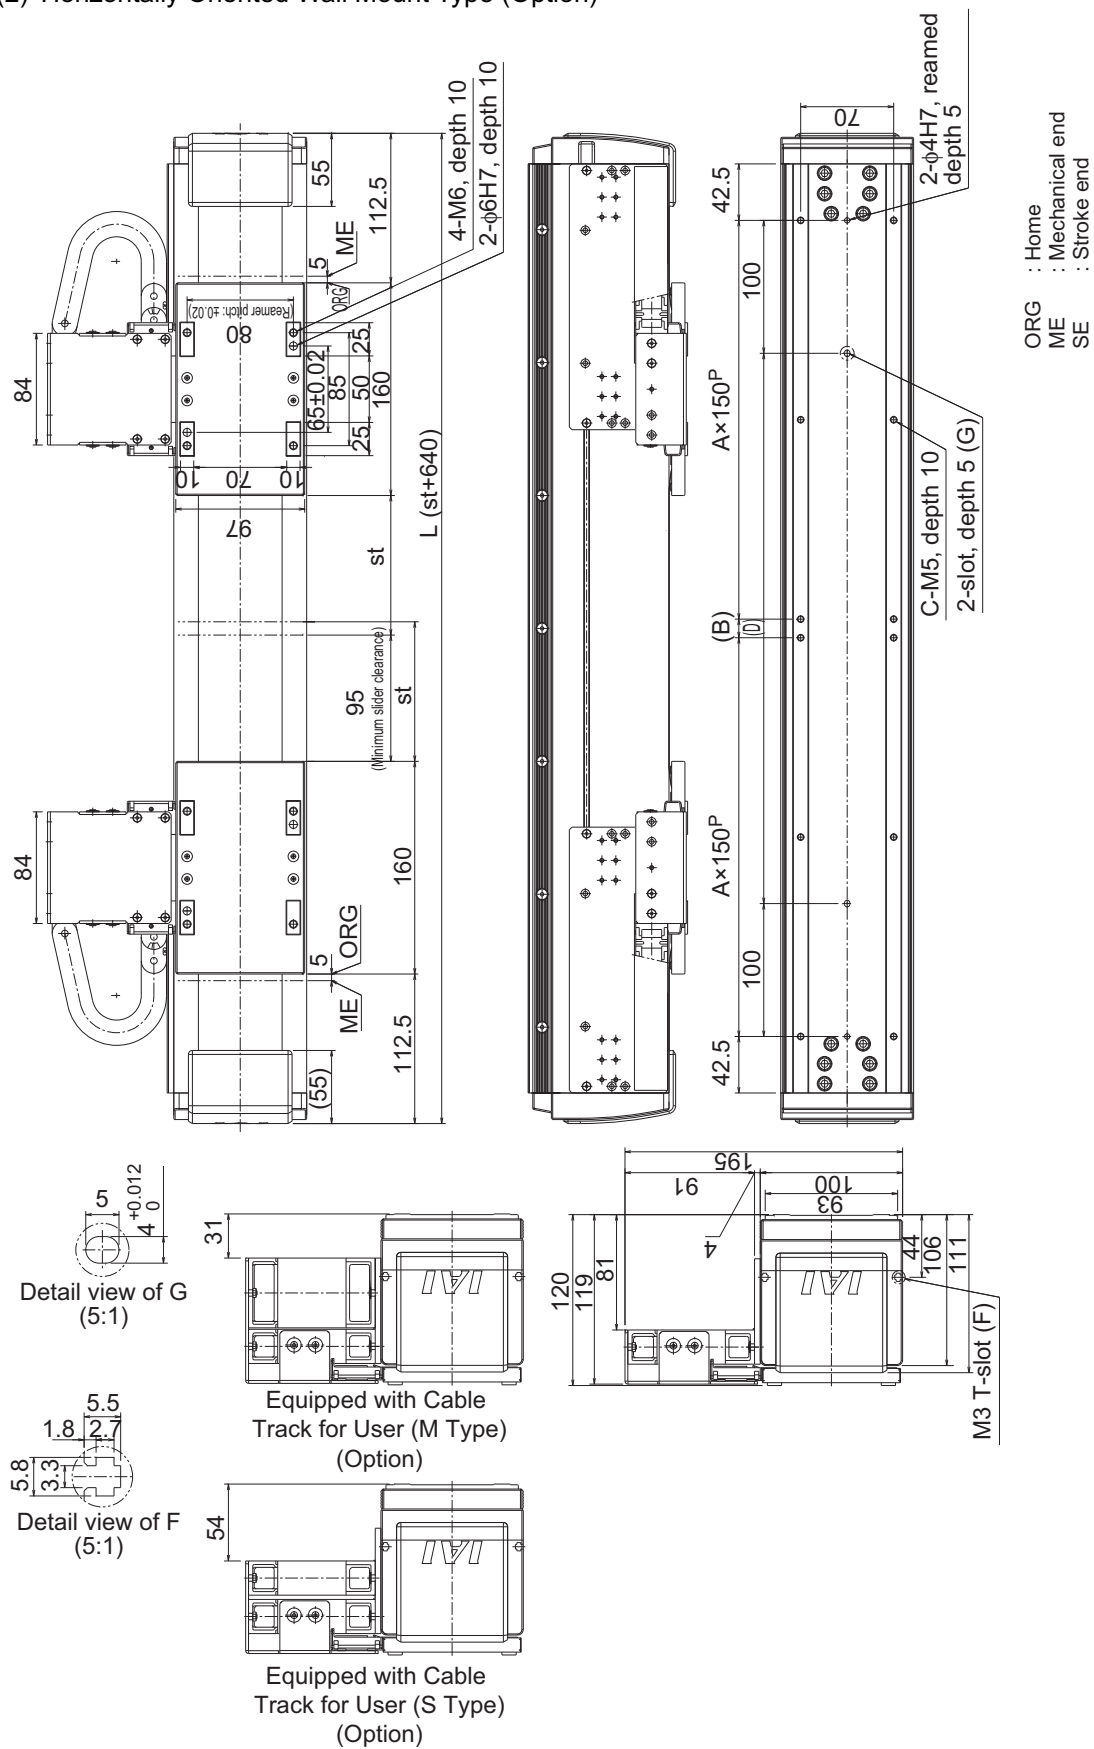 (2) Horizontally Oriented Wall Mount Type (Option)
84
84
55
112.5
5
ME
ORG
4-M6, depth 10
2-φ6H7, depth 10
(Reamer pitch: ±0.02)
80
25
65±0.02
85
50
160
25
10
70
10
97
L (st+640)
st
95
(Minimum slider clearance)
st
160
5
ORG
ME
112.5
(55)
70
2-φ4H7, reamed
depth 5
42.5
100
A×150P
C-M5, depth 10
2-slot, depth 5 (G)
(B)
(D)
A×150P
100
42.5
ORG : Home
ME : Mechanical end
SE : Stroke end
5
4 +0.012 0
Detail view of G
(5:1)
5.5
1.8 2.7
5.8
3.3
Detail view of F
(5:1)
31
IAI
Equipped with Cable
Track for User (M Type)
(Option)
54
IAI
Equipped with Cable
Track for User (S Type)
(Option)
195
91
100
93
4
120
119
81
44
106
111
IAI
M3 T-slot (F)